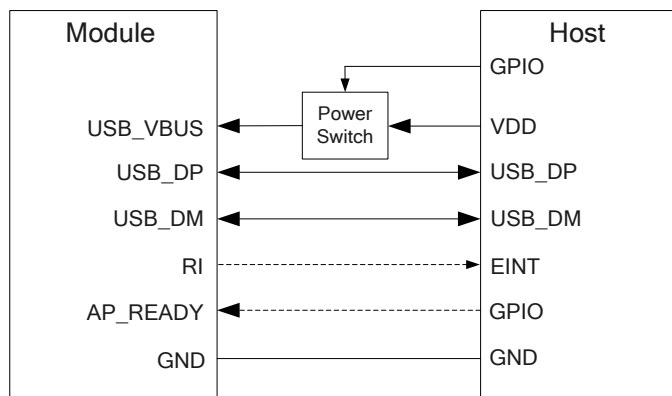 Module
Host
GPIO
Power
Switch
USB_VBUS
VDD
USB_DP
USB_DP
USB_DM
USB_DM
RI
EINT
AP_READY
GPIO
GND
GND